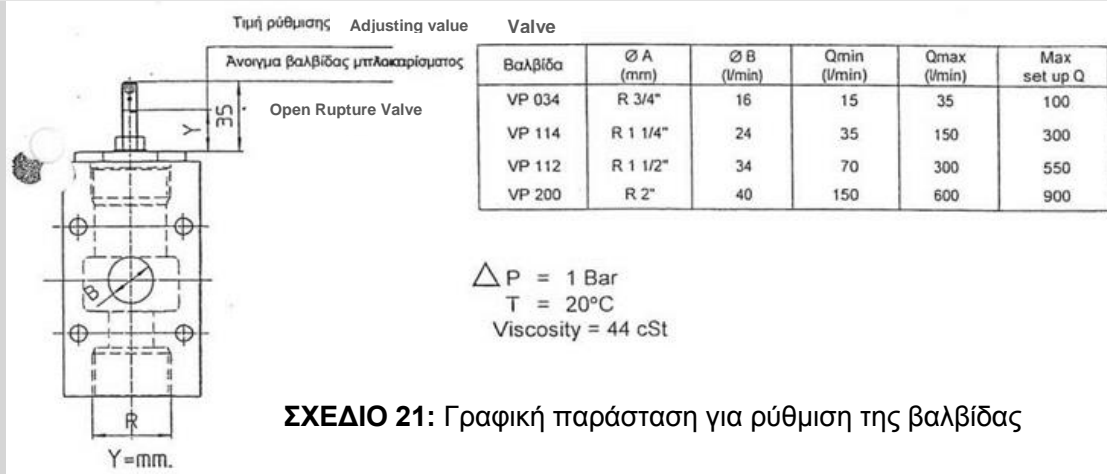 Τιμή ρύθμισης Adjusting value Valve
Άνοιγμα βαλβίδας μπλοκαρίσματος
Open Rupture Valve
35
Y
B
R
Y=mm.
Βαλβίδα Ø A (mm) Ø B (l/min) Qmin (l/min) Qmax (l/min) Max set up Q
VP 034 R 3/4" 16 15 35 100
VP 114 R 1 1/4" 24 35 150 300
VP 112 R 1 1/2" 34 70 300 550
VP 200 R 2" 40 150 600 900
△ P = 1 Bar
T = 20°C
Viscosity = 44 cSt
ΣΧΕΔΙΟ 21: Γραφική παράσταση για ρύθμιση της βαλβίδας